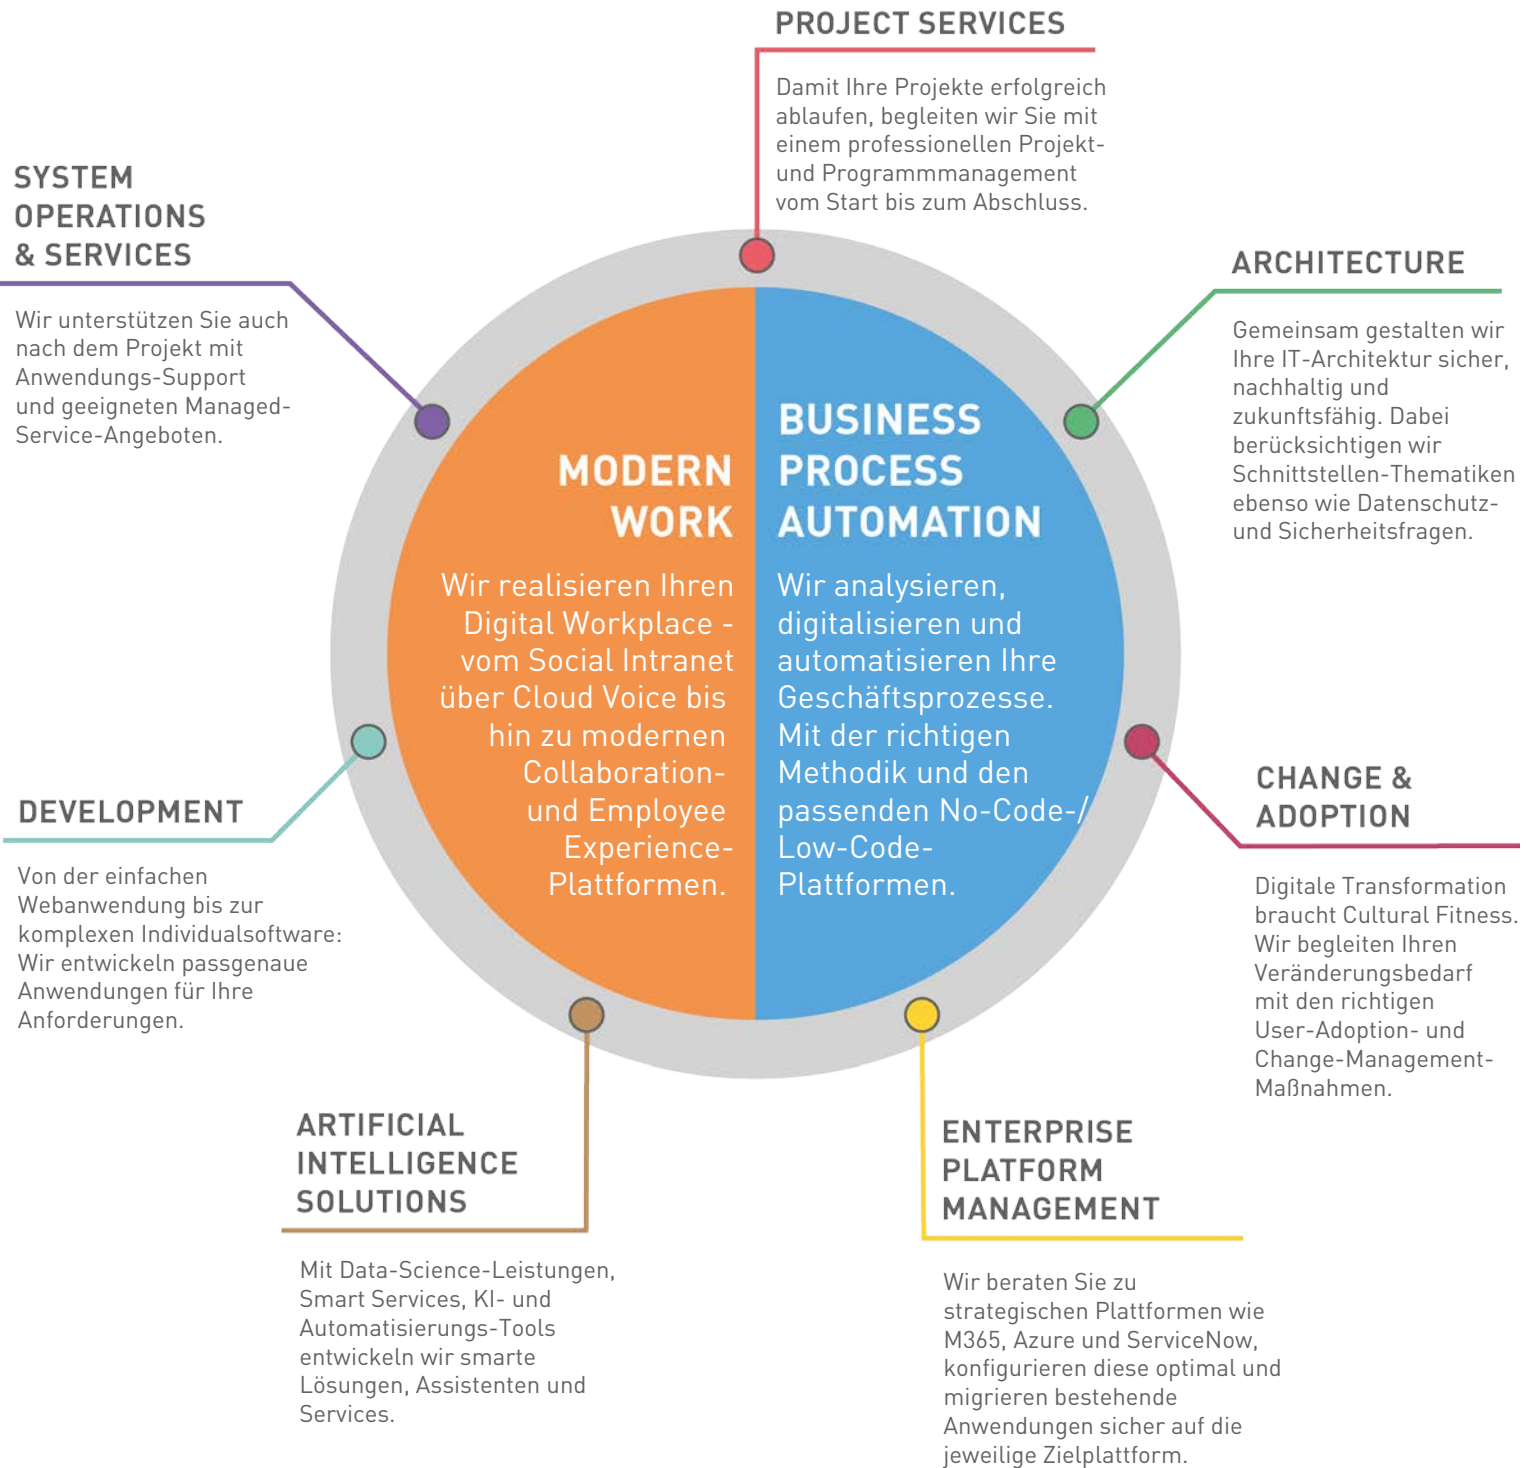 PROJECT SERVICES
Damit Ihre Projekte erfolgreich
ablaufen, begleiten wir Sie mit
einem professionellen Projekt-
und Programmmanagement
vom Start bis zum Abschluss.
SYSTEM
OPERATIONS
& SERVICES
Wir unterstützen Sie auch
nach dem Projekt mit
Anwendungs-Support
und geeigneten Managed-
Service-Angeboten.
ARCHITECTURE
Gemeinsam gestalten wir
Ihre IT-Architektur sicher,
nachhaltig und
zukunftsfähig. Dabei
berücksichtigen wir
Schnittstellen-Thematiken
ebenso wie Datenschutz-
und Sicherheitsfragen.
MODERN
WORK
Wir realisieren Ihren
Digital Workplace -
vom Social Intranet
über Cloud Voice bis
hin zu modernen
Collaboration-
und Employee
Experience-
Plattformen.
BUSINESS
PROCESS
AUTOMATION
Wir analysieren,
digitalisieren und
automatisieren Ihre
Geschäftsprozesse.
Mit der richtigen
Methodik und den
passenden No-Code-/
Low-Code-
Plattformen.
DEVELOPMENT
Von der einfachen
Webanwendung bis zur
komplexen Individualsoftware:
Wir entwickeln passgenaue
Anwendungen für Ihre
Anforderungen.
CHANGE &
ADOPTION
Digitale Transformation
braucht Cultural Fitness.
Wir begleiten Ihren
Veränderungsbedarf
mit den richtigen
User-Adoption- und
Change-Management-
Maßnahmen.
ARTIFICIAL
INTELLIGENCE
SOLUTIONS
Mit Data-Science-Leistungen,
Smart Services, KI- und
Automatisierungs-Tools
entwickeln wir smarte
Lösungen, Assistenten und
Services.
ENTERPRISE
PLATFORM
MANAGEMENT
Wir beraten Sie zu
strategischen Plattformen wie
M365, Azure und ServiceNow,
konfigurieren diese optimal und
migrieren bestehende
Anwendungen sicher auf die
jeweilige Zielplattform.